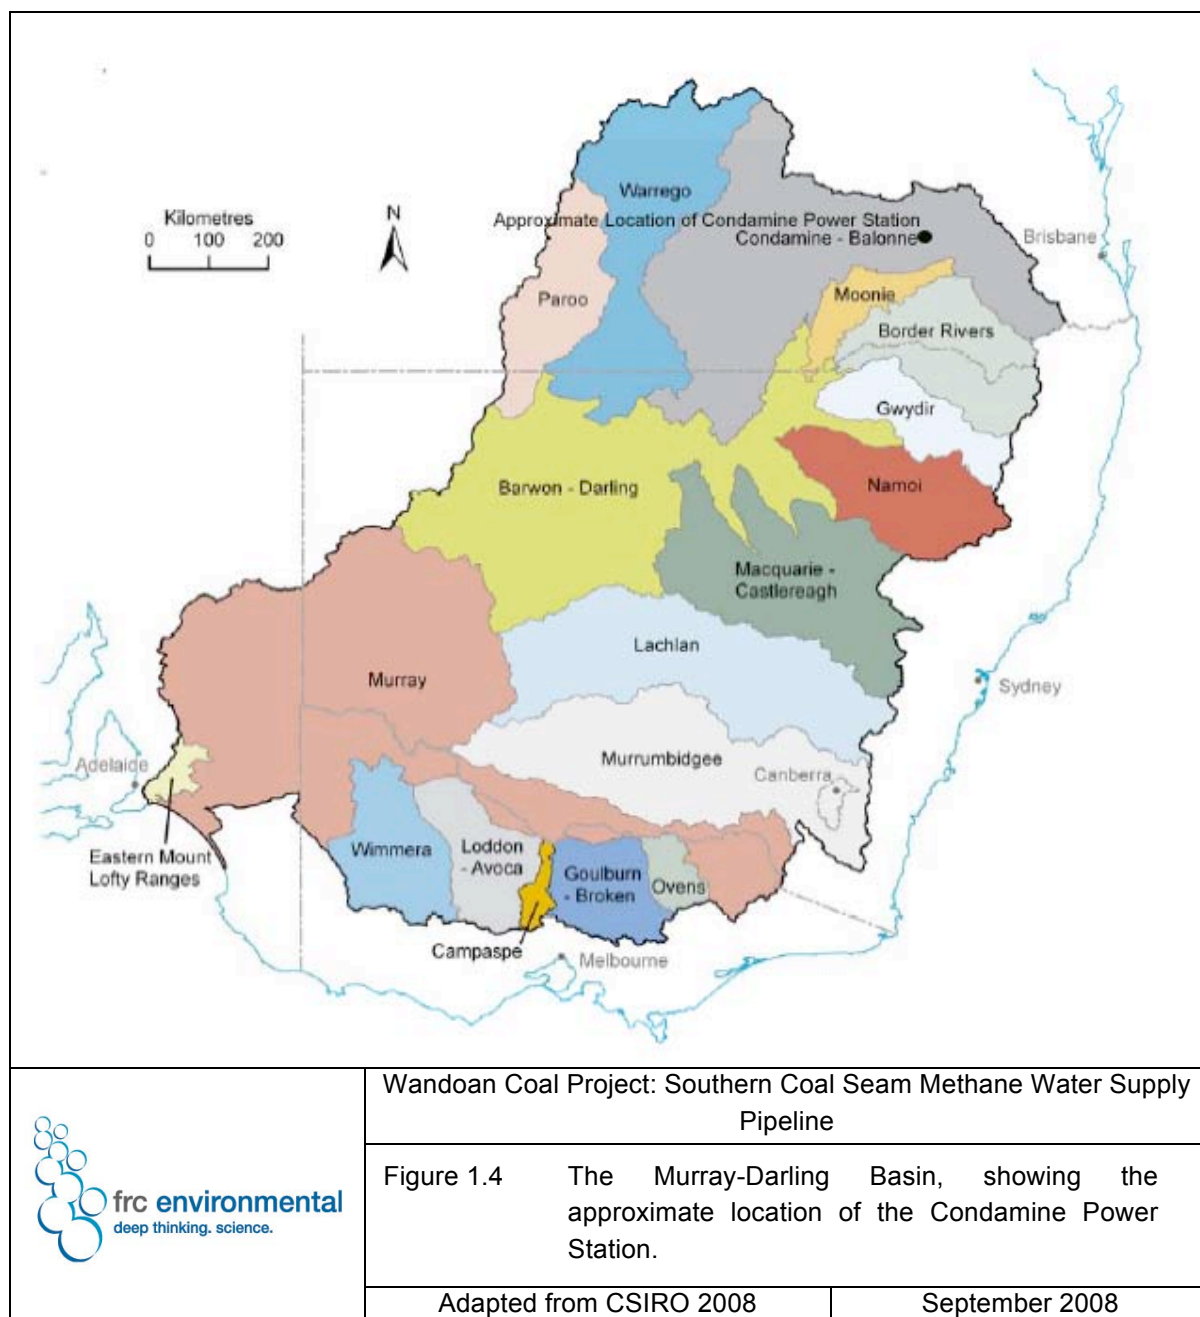 Warrego
Kilometres
0 100 200
N
Approximate Location of Condamine Power Station
Condamine - Balonne
Brisbane
Paroo
Moonie
Border Rivers
Gwydir
Barwon - Darling
Namoi
Macquarie -
Castlereagh
Lachlan
Murray
Sydney
Murrumbidgee
Adelaide
Canberra
Eastern Mount
Lofty Ranges
Wimmera
Loddon
- Avoca
Goulburn
- Broken
Ovens
Campaspe
Melbourne
frc environmental
deep thinking. science.
Wandoan Coal Project: Southern Coal Seam Methane Water Supply
Pipeline
Figure 1.4 The Murray-Darling Basin, showing the
approximate location of the Condamine Power
Station.
Adapted from CSIRO 2008
September 2008